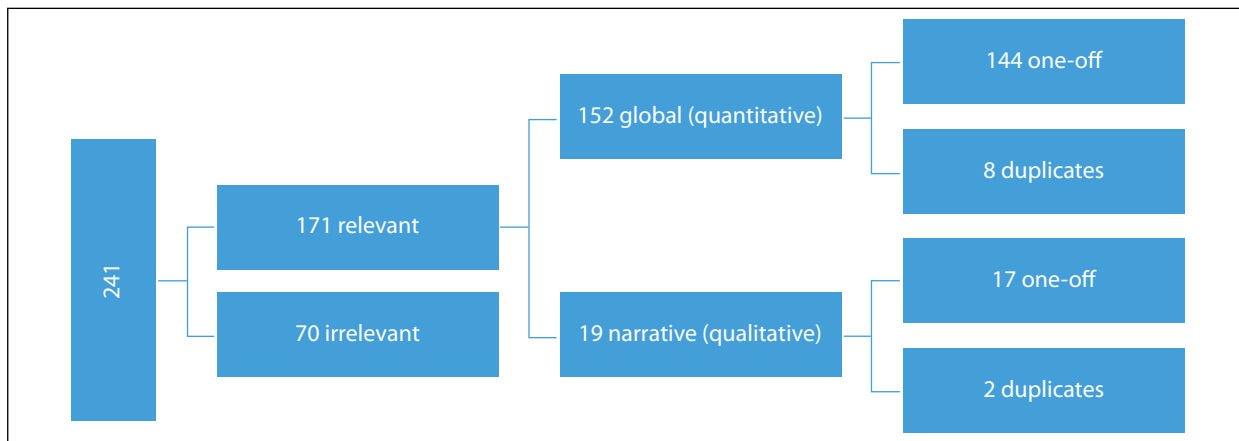 241
171 relevant
70 irrelevant
152 global (quantitative)
19 narrative (qualitative)
144 one-off
8 duplicates
17 one-off
2 duplicates